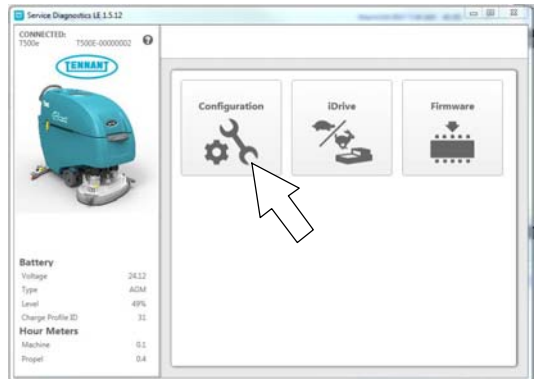 Service Diagnostics LE 1.5.12
CONNECTED:
T500e T500E-00000002
TENNANT
Configuration iDrive Firmware
Battery
Voltage 24.12
Type AGM
Level 49%
Charge Profile ID 31
Hour Meters
Machine 0.1
Propel 0.4